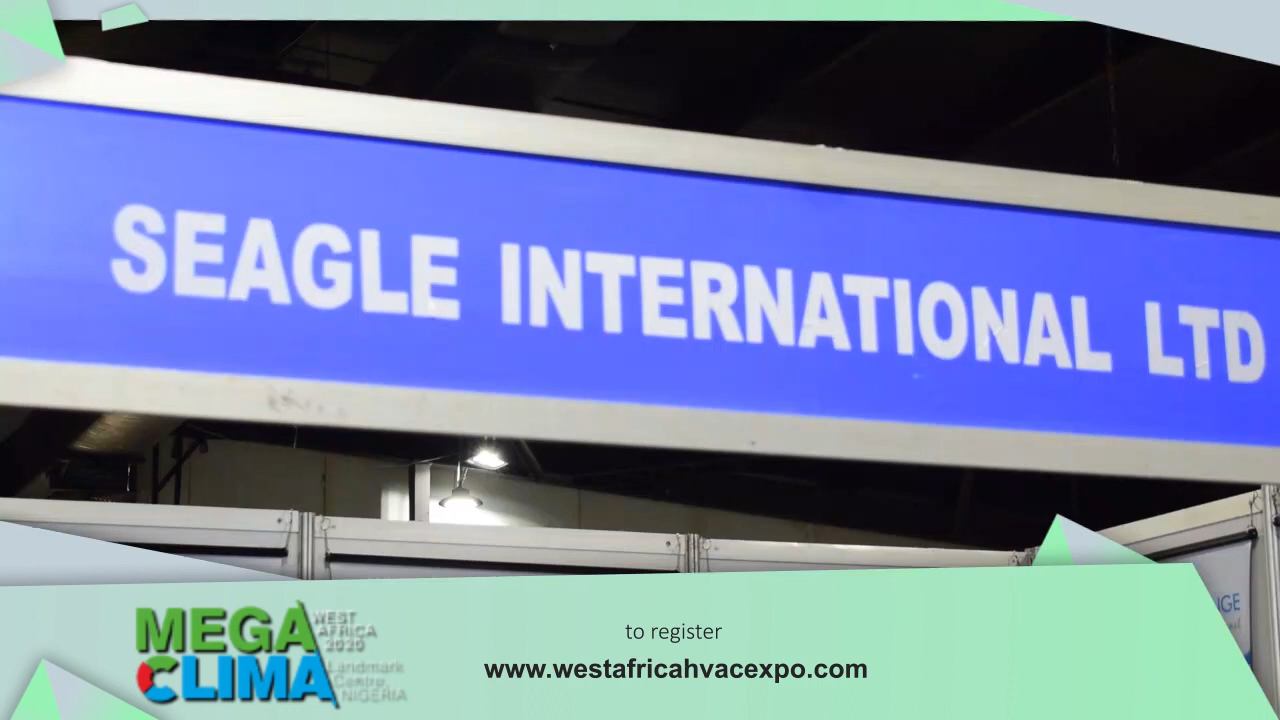 SEAGLE INTERNATIONAL LTD
MEGA
CLIMA
WEST
AFRICA
2020
Landmark
Centre,
NIGERIA
to register
www.westafricahvacexpo.com